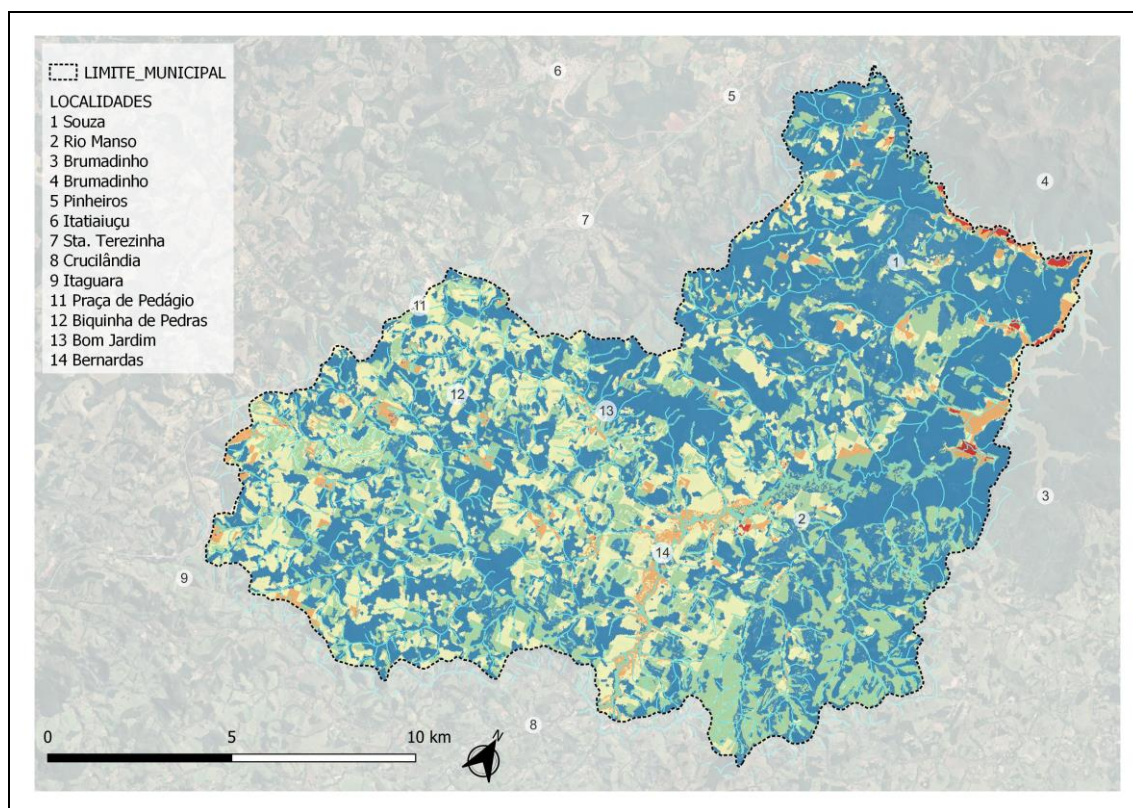 LIMITE_MUNICIPAL
LOCALIDADES
1 Souza
2 Rio Manso
3 Brumadinho
4 Brumadinho
5 Pinheiros
6 Itatiaiuçu
7 Sta. Terezinha
8 Crucilândia
9 Itaguara
11 Praça de Pedágio
12 Biquinha de Pedras
13 Bom Jardim
14 Bernardas
6
5
4
7
1
11
12
13
3
2
14
9
8
0 5 10 km
N